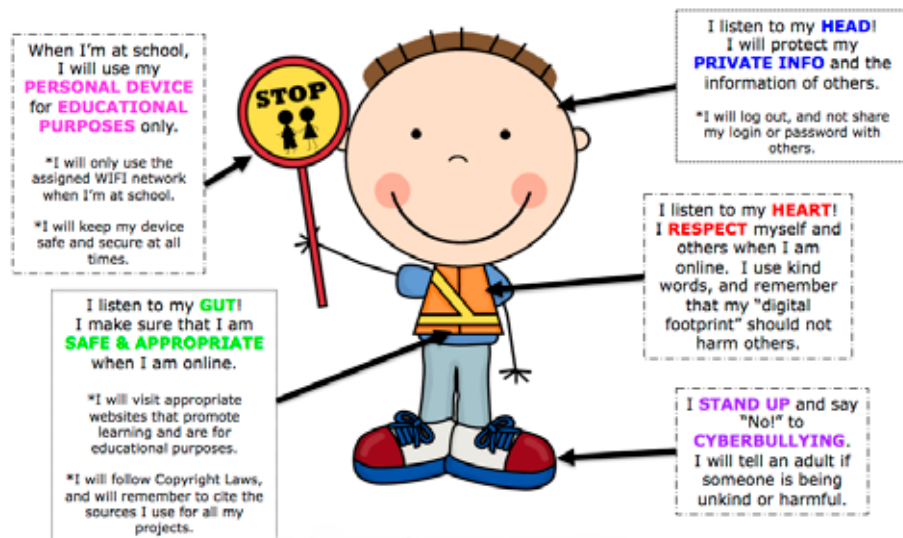 When I'm at school,
I will use my
PERSONAL DEVICE
for EDUCATIONAL
PURPOSES only.
*I will only use the
assigned WIFI network
when I'm at school.
*I will keep my device
safe and secure at all
times.
STOP
I listen to my HEAD!
I will protect my
PRIVATE INFO and the
information of others.
*I will log out, and not share
my login or password with
others.
I listen to my HEART!
I RESPECT myself and
others when I am
online.  I use kind
words, and remember
that my "digital
footprint" should not
harm others.
I listen to my GUT!
I make sure that I am
SAFE & APPROPRIATE
when I am online.
*I will visit appropriate
websites that promote
learning and are for
educational purposes.
*I will follow Copyright Laws,
and will remember to cite the
sources I use for all my
projects.
I STAND UP and say
"No!" to
CYBERBULLYING.
I will tell an adult if
someone is being
unkind or harmful.